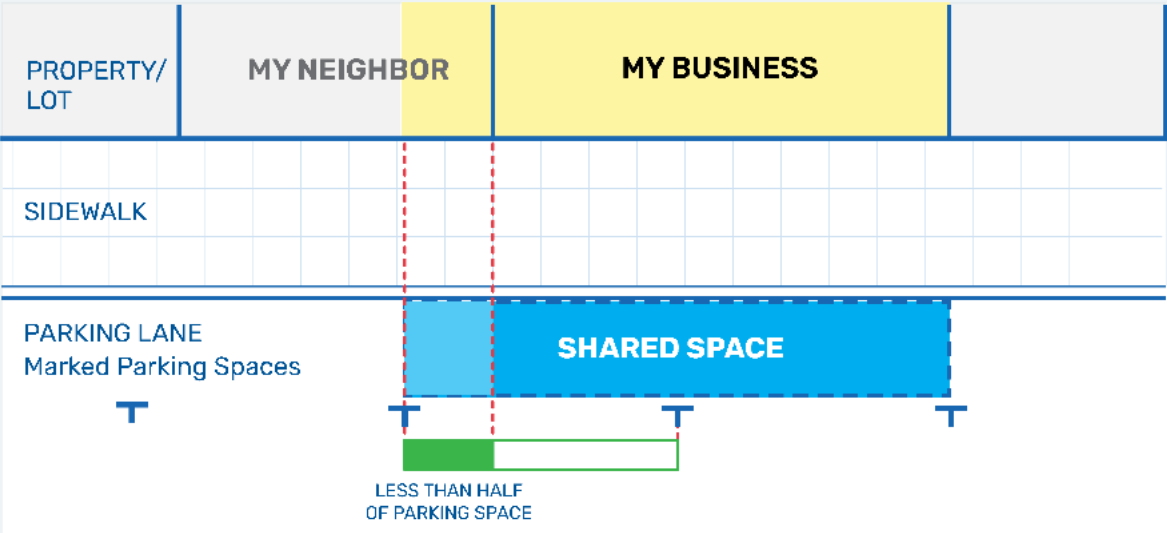 PROPERTY/
LOT
MY NEIGHBOR
MY BUSINESS
SIDEWALK
PARKING LANE
Marked Parking Spaces
SHARED SPACE
LESS THAN HALF
OF PARKING SPACE